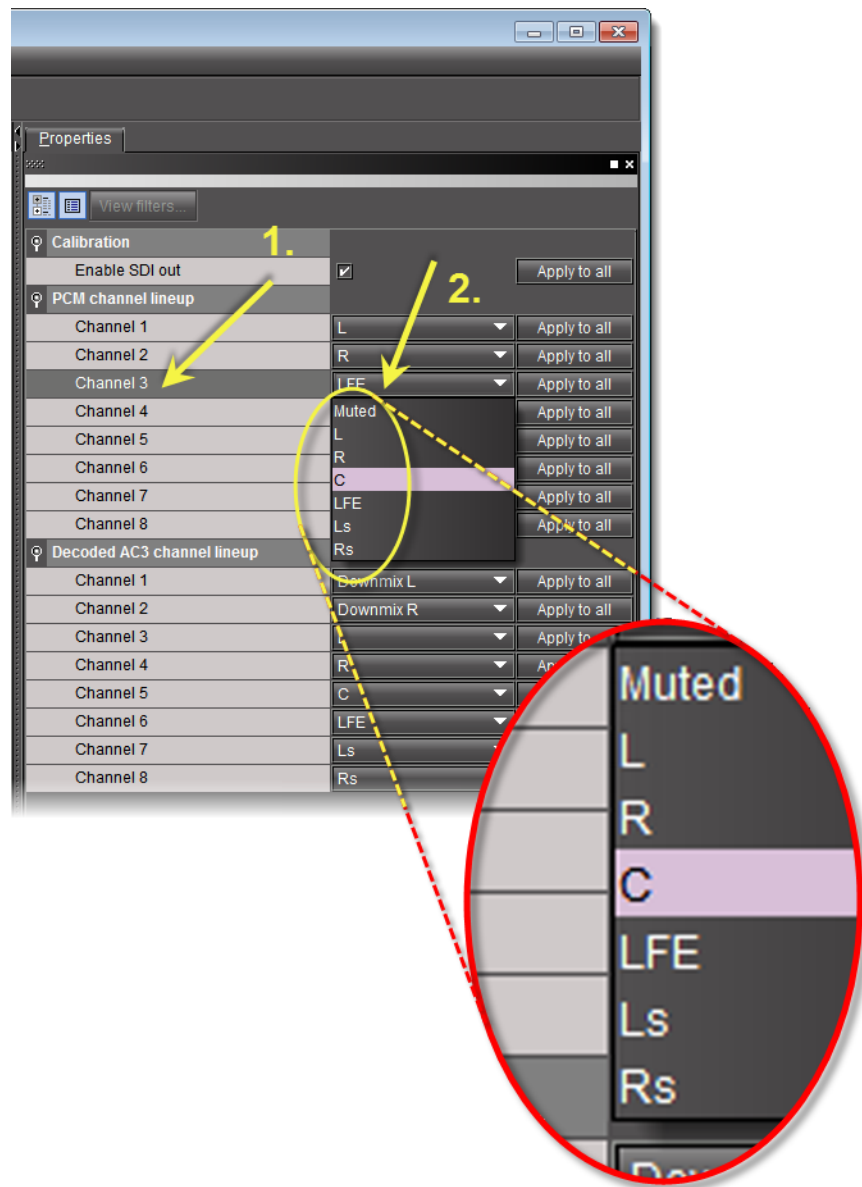 Properties
View filters...
Calibration
1.
Enable SDI out Apply to all
2.
PCM channel lineup
Channel 1 L Apply to all
Channel 2 R Apply to all
Channel 3 LFE Apply to all
Channel 4 Muted Apply to all
Channel 5 L Apply to all
R
Channel 6 C Apply to all
Channel 7 LFE Apply to all
Channel 8 Ls Apply to all
Decoded AC3 channel lineup Rs
Channel 1 Downmix L Apply to all
Channel 2 Downmix R Apply to all
Channel 3 Apply to
Channel 4 R
Channel 5 C
Channel 6 LFE
Channel 7 Ls
Channel 8 Rs
Muted
L
R
C
LFE
Ls
Rs